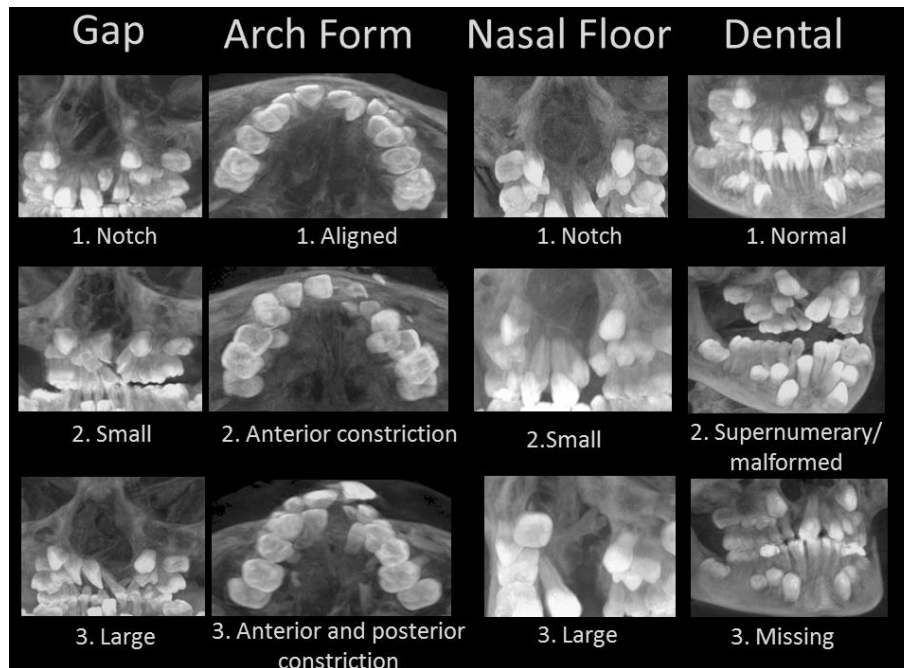 Gap Arch Form Nasal Floor Dental
1. Notch 1. Aligned 1. Notch 1. Normal
2. Small 2. Anterior constriction 2.Small 2. Supernumerary/
malformed
3. Large 3. Anterior and posterior 3. Large 3. Missing
constriction